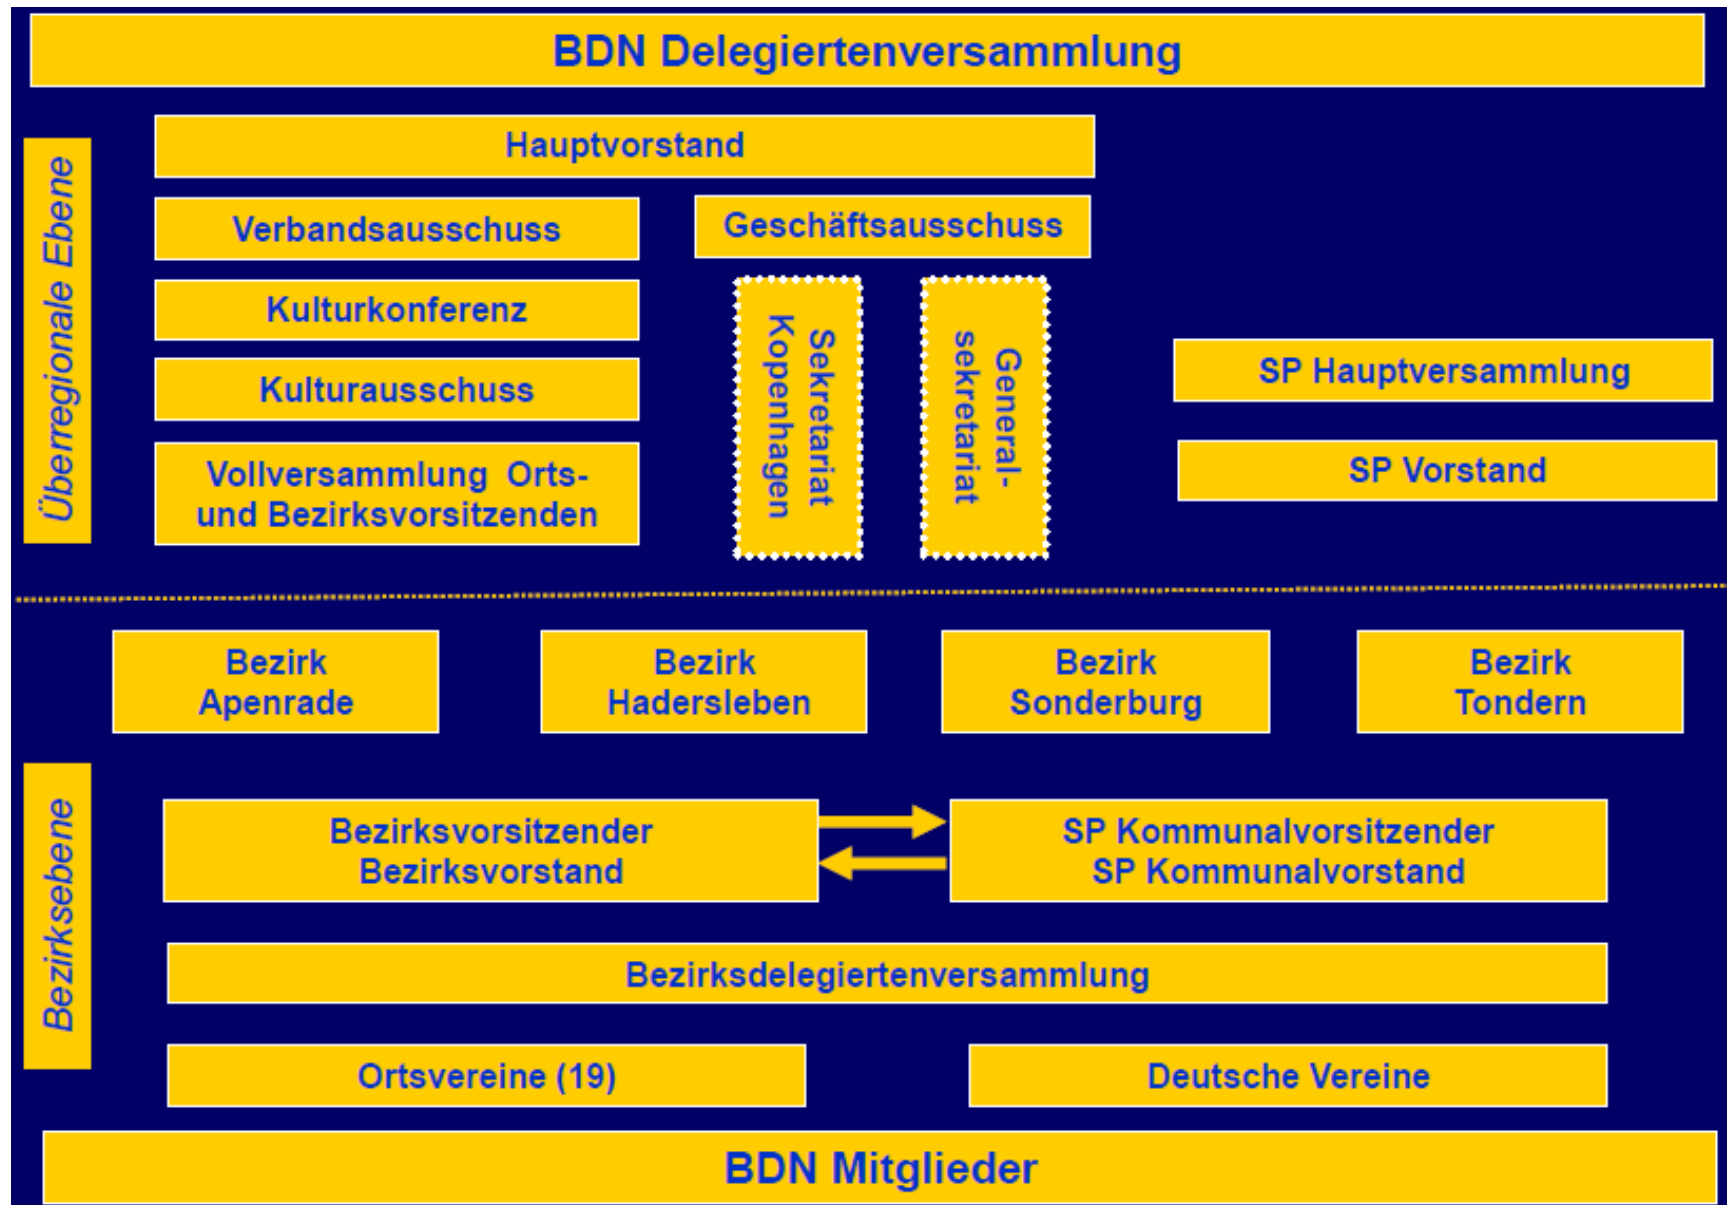 BDN Delegiertenversammlung
Überregionale Ebene
Hauptvorstand
Verbandsausschuss
Geschäftsausschuss
Kulturkonferenz
Kulturausschuss
Vollversammlung Orts-
und Bezirksvorsitzenden
Sekretariat
Kopenhagen
General-
sekretariat
SP Hauptversammlung
SP Vorstand
Bezirk
Apenrade
Bezirk
Hadersleben
Bezirk
Sonderburg
Bezirk
Tondern
Bezirksebene
Bezirksvorsitzender
Bezirksvorstand
SP Kommunalvorsitzender
SP Kommunalvorstand
Bezirksdelegiertenversammlung
Ortsvereine (19)
Deutsche Vereine
BDN Mitglieder